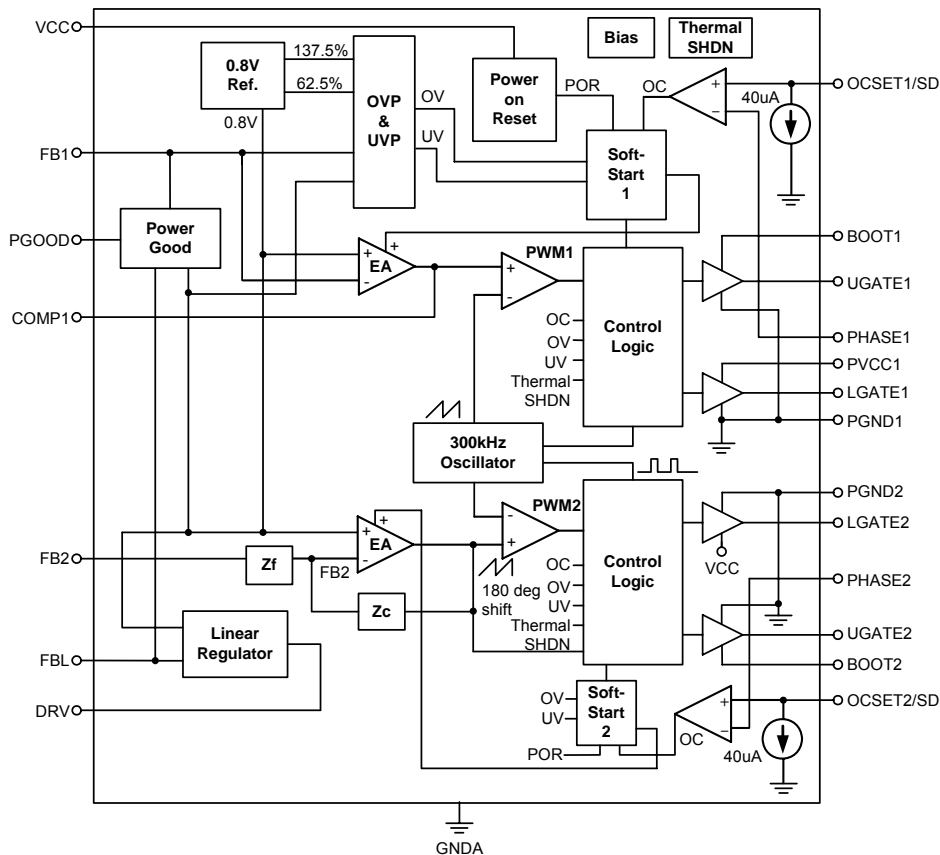 VCC
0.8V
Ref.
137.5%
62.5%
0.8V
OVP
&
UVP
OV
UV
Power
on
Reset
POR
Bias
Thermal
SHDN
OC
+
−
40uA
OCSET1/SD
FB1
PGOOD
Power
Good
COMP1
Soft-
Start
1
+
+
EA
-
PWM1
+
-
OC
OV
UV
Thermal
SHDN
Control
Logic
BOOT1
UGATE1
PHASE1
PVCC1
LGATE1
PGND1
300kHz
Oscillator
FB2
Zf
FB2
+
+
EA
-
Zc
PWM2
-
+
180 deg
shift
OC
OV
UV
Thermal
SHDN
Control
Logic
VCC
PGND2
LGATE2
PHASE2
UGATE2
BOOT2
FBL
Linear
Regulator
DRV
OV
UV
POR
Soft-
Start
2
OC
+
−
40uA
OCSET2/SD
GNDA